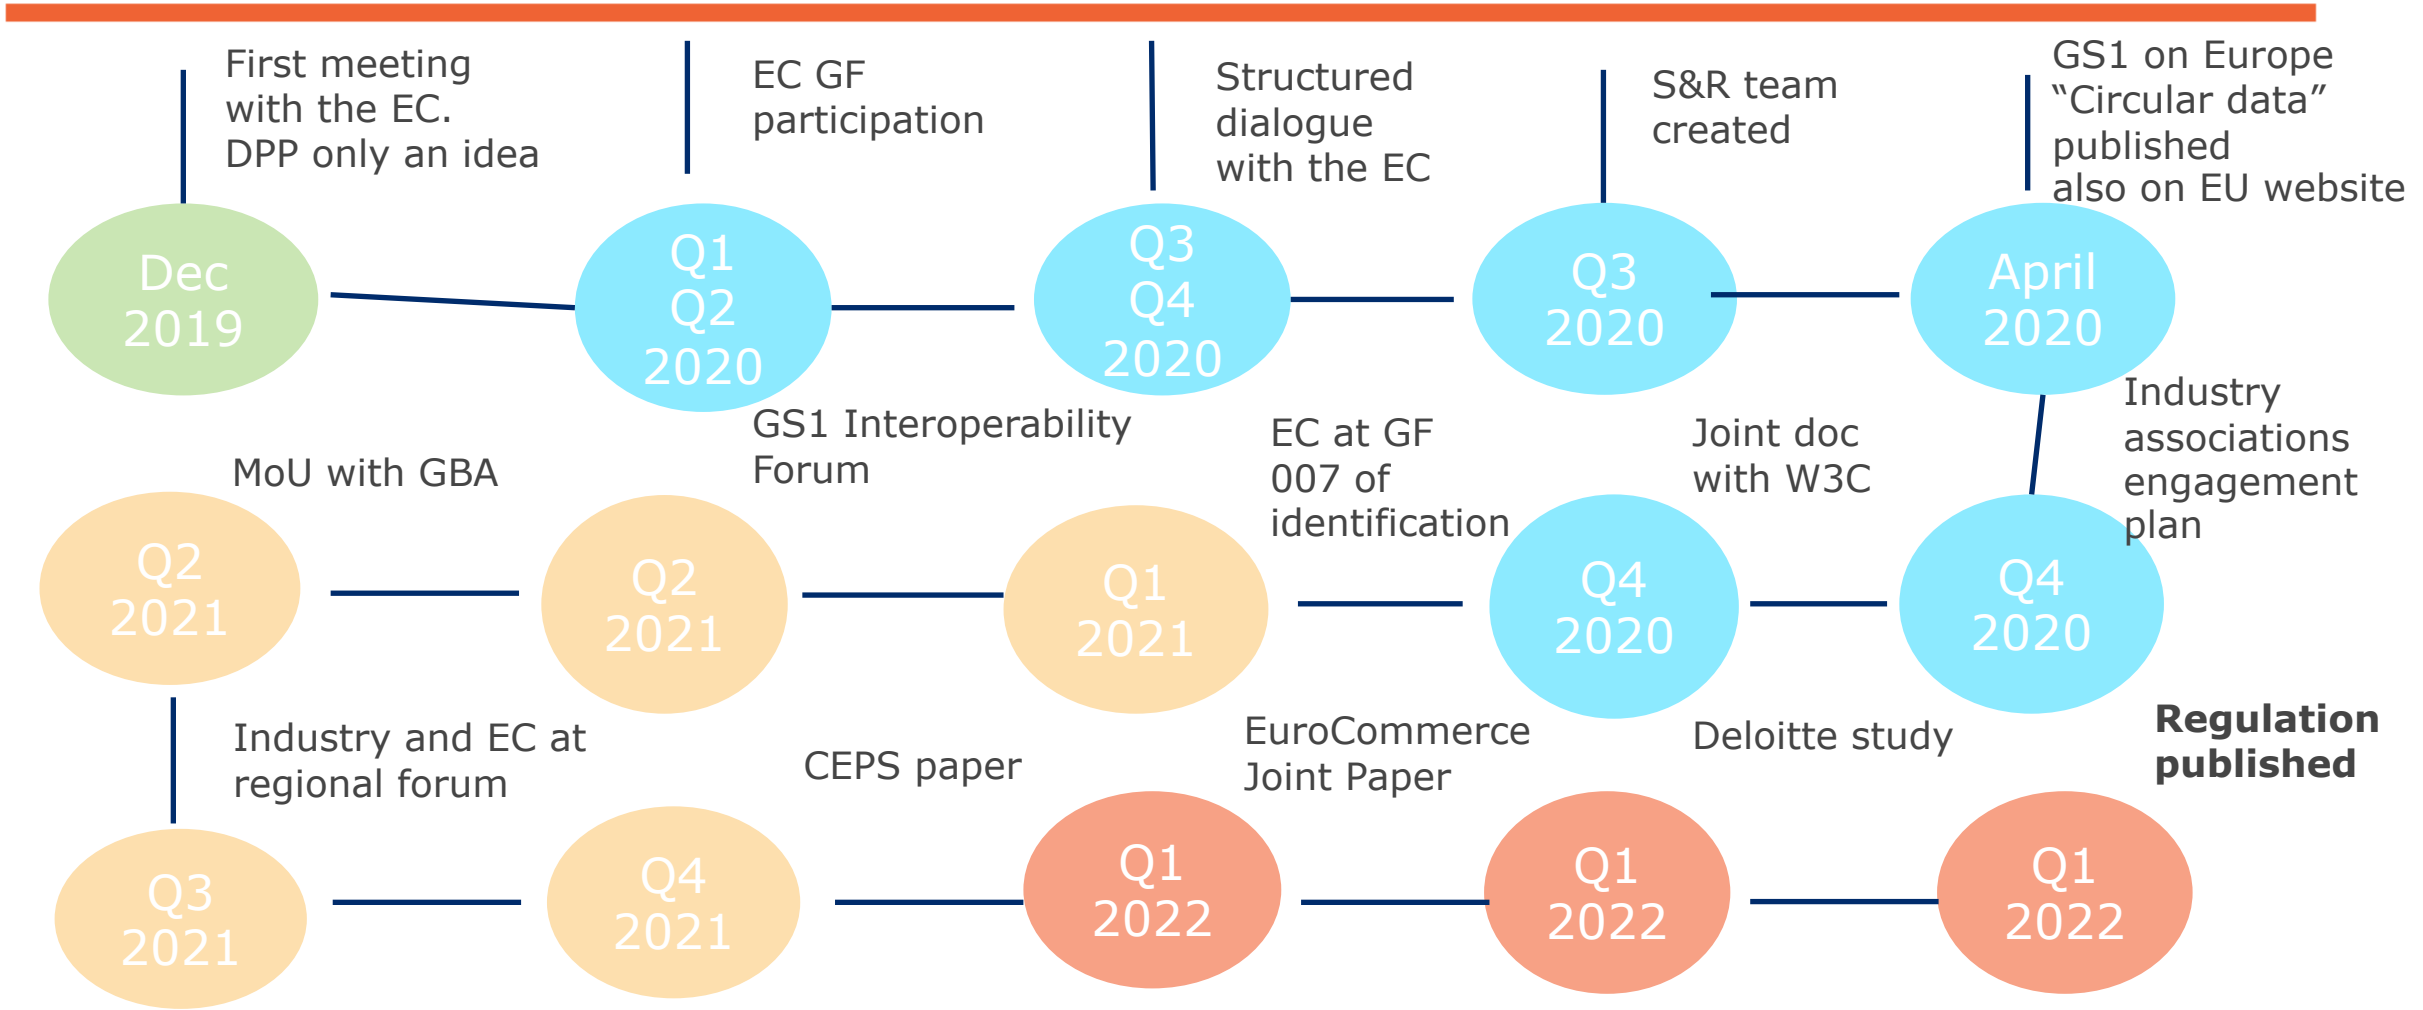 First meeting
with the EC.
DPP only an idea
EC GF
participation
Structured
dialogue
with the EC
S&R team
created
GS1 on Europe
“Circular data”
published
also on EU website
Dec
2019
Q1
Q2
2020
Q3
Q4
2020
Q3
2020
April
2020
MoU with GBA
GS1 Interoperability
Forum
EC at GF
007 of
identification
Joint doc
with W3C
Industry
associations
engagement
plan
Q2
2021
Q2
2021
Q1
2021
Q4
2020
Q4
2020
Industry and EC at
regional forum
CEPS paper
EuroCommerce
Joint Paper
Deloitte study
Regulation
published
Q3
2021
Q4
2021
Q1
2022
Q1
2022
Q1
2022